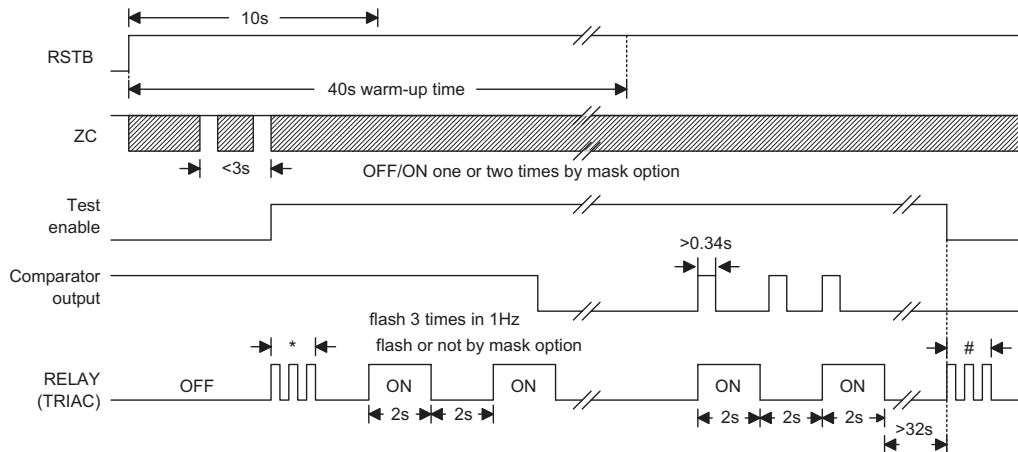 10s
RSTB
40s warm-up time
ZC
<3s
OFF/ON one or two times by mask option
Test
enable
>0.34s
Comparator
output
flash 3 times in 1Hz
* flash or not by mask option #
RELAY
(TRIAC)
OFF ON ON ON ON
2s 2s 2s 2s 2s
>32s